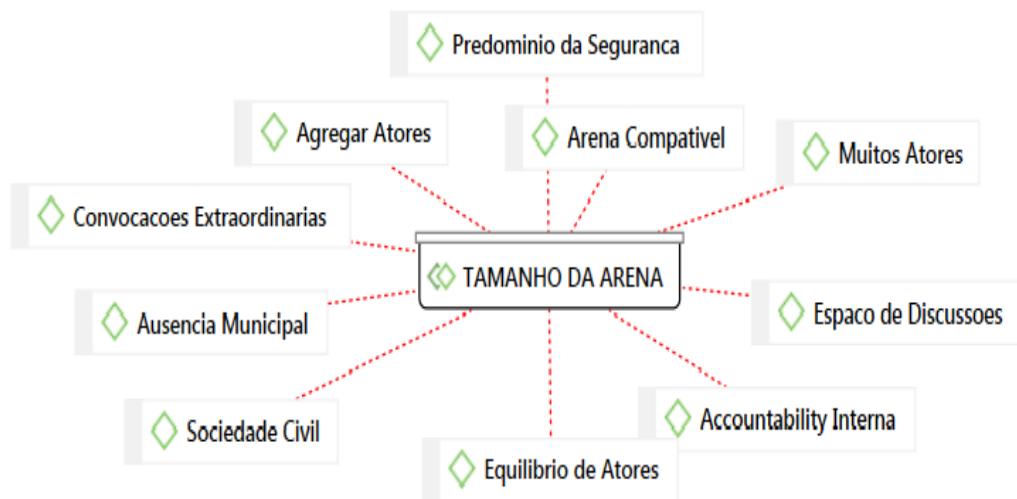 Predominio da Seguranca
Agregar Atores
Arena Compativel
Muitos Atores
Convocacoes Extraordinarias
TAMANHO DA ARENA
Ausencia Municipal
Espaco de Discussoes
Sociedade Civil
Accountability Interna
Equilibrio de Atores